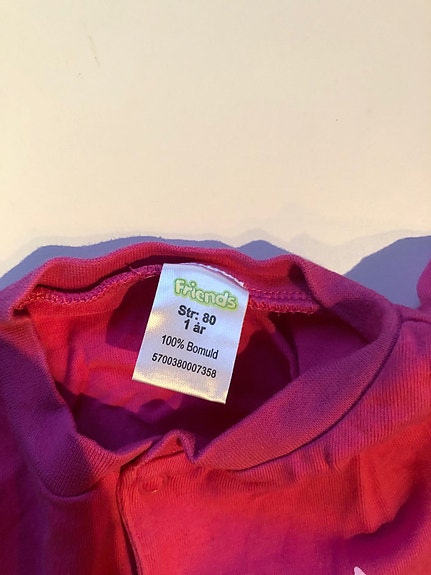 Friends
Str: 80
1 år
100% Bomuld
5700380007358